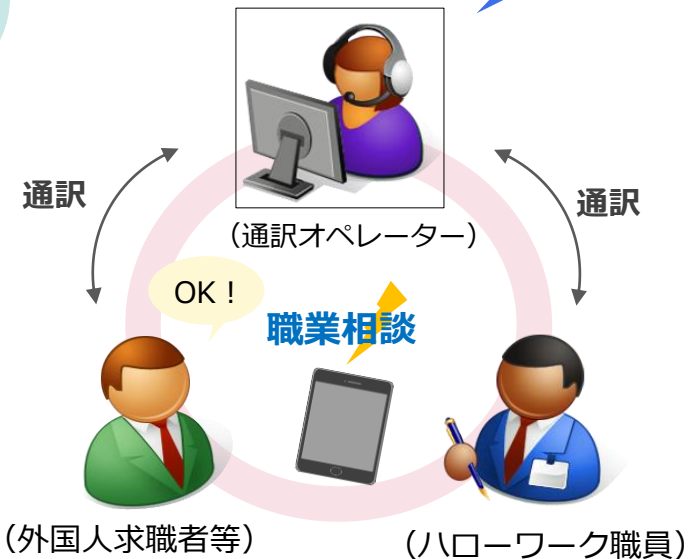 通訳
通訳
（通訳オペレーター）
OK！
職業相談
（外国人求職者等）
（ハローワーク職員）